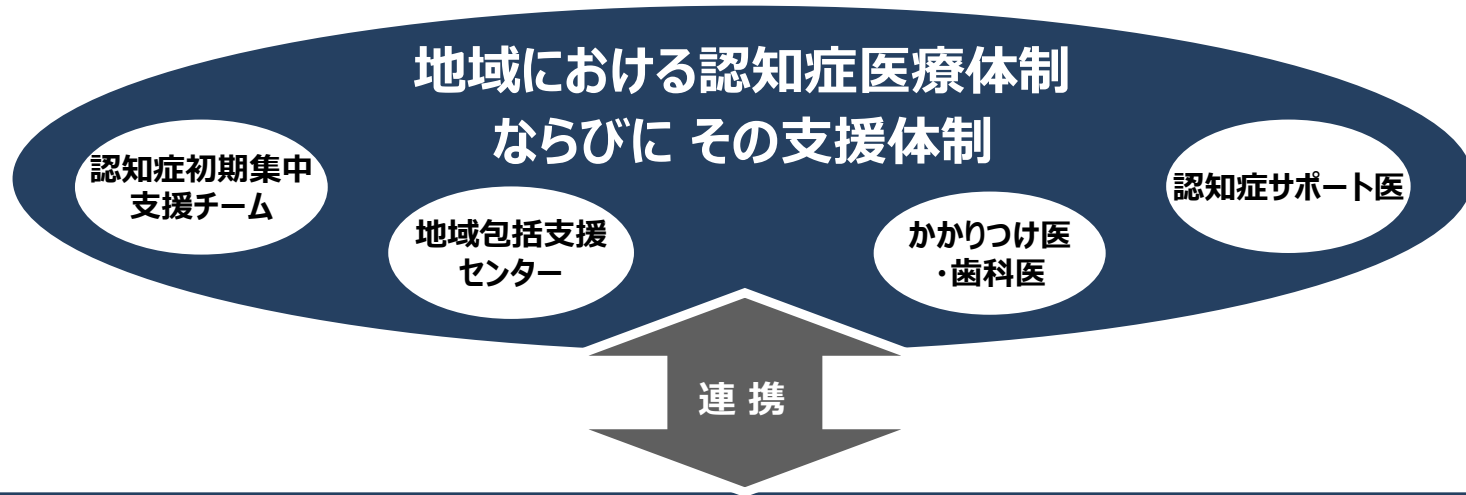 地域における認知症医療体制
ならびに その支援体制
認知症初期集中
支援チーム
地域包括支援
センター
かかりつけ医
・歯科医
認知症サポート医
連 携